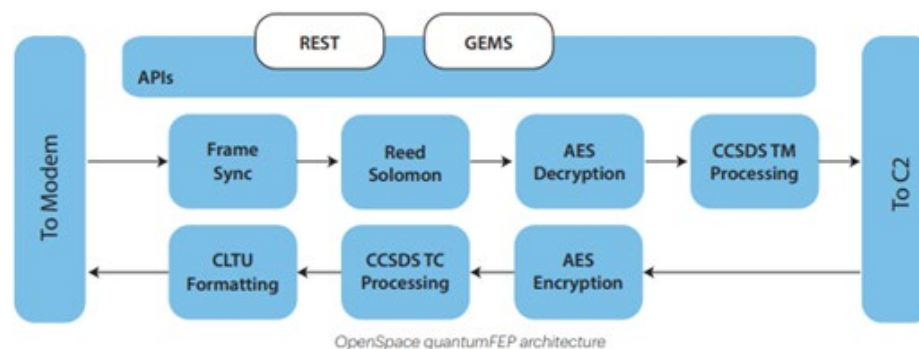 REST
GEMS
APIs
To Modem
Frame
Sync
Reed
Solomon
AES
Decryption
CCSDS TM
Processing
To C2
CLTU
Formatting
CCSDS TC
Processing
AES
Encryption
OpenSpace quantumFEP architecture